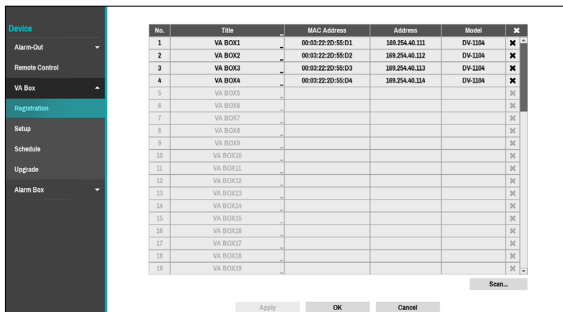 Device
Alarm-Out
Remote Control
VA Box
Registration
Setup
Schedule
Upgrade
Alarm Box
No. Title MAC Address Address Model
1 VA BOX1 00:03:22:2D:55:D1 169.254.40.111 DV-1104
2 VA BOX2 00:03:22:2D:55:D2 169.254.40.112 DV-1104
3 VA BOX3 00:03:22:2D:55:D3 169.254.40.113 DV-1104
4 VA BOX4 00:03:22:2D:55:D4 169.254.40.114 DV-1104
5 VA BOX5
6 VA BOX6
7 VA BOX7
8 VA BOX8
9 VA BOX9
10 VA BOX10
11 VA BOX11
12 VA BOX12
13 VA BOX13
14 VA BOX14
15 VA BOX15
16 VA BOX16
17 VA BOX17
18 VA BOX18
19 VA BOX19
Scan...
Apply OK Cancel